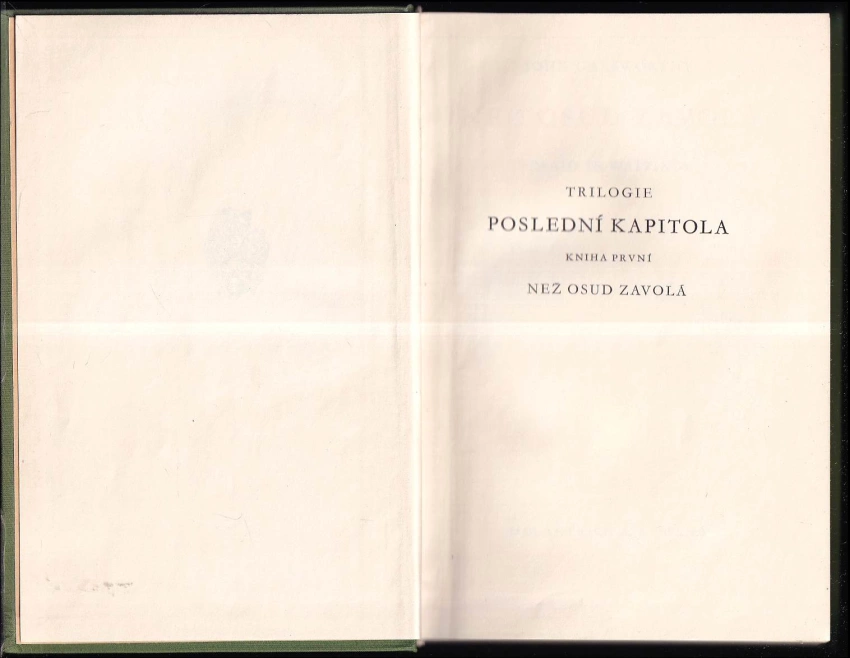 TRILOGIE
POSLEDNÍ KAPITOLA
KNIHA PRVNÍ
NEŽ OSUD ZAVOLÁ